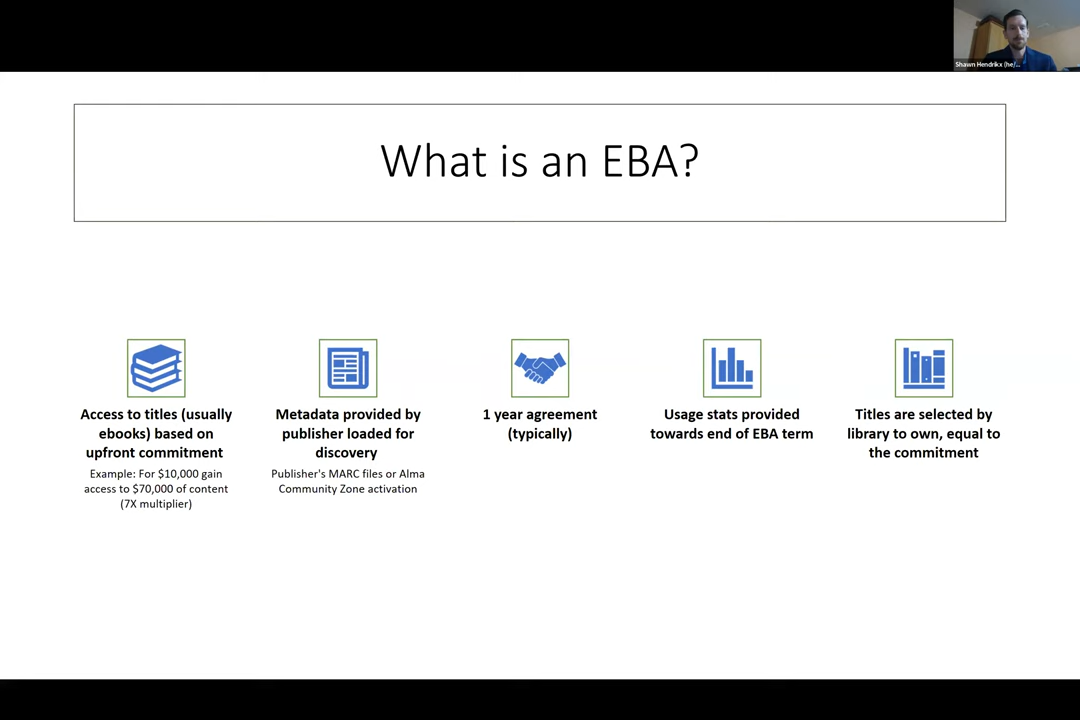 Shawn Hendrikx (he/...
What is an EBA?
Access to titles (usually
ebooks) based on
upfront commitment
Example: For $10,000 gain
access to $70,000 of content
(7X multiplier)
Metadata provided by
publisher loaded for
discovery
Publisher's MARC files or Alma
Community Zone activation
1 year agreement
(typically)
Usage stats provided
towards end of EBA term
Titles are selected by
library to own, equal to
the commitment